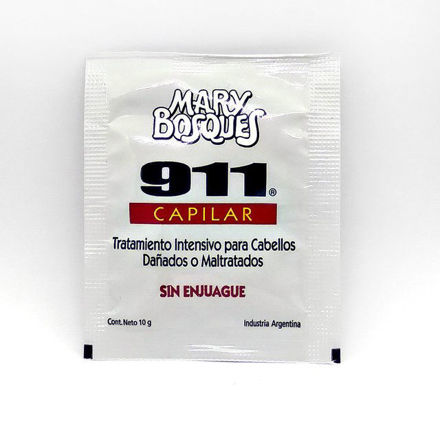 MARY
BOSQUES
911®
CAPILAR
Tratamiento Intensivo para Cabellos
Dañados o Maltratados
SIN ENJUAGUE
Cont. Neto 10 g
Industria Argentina